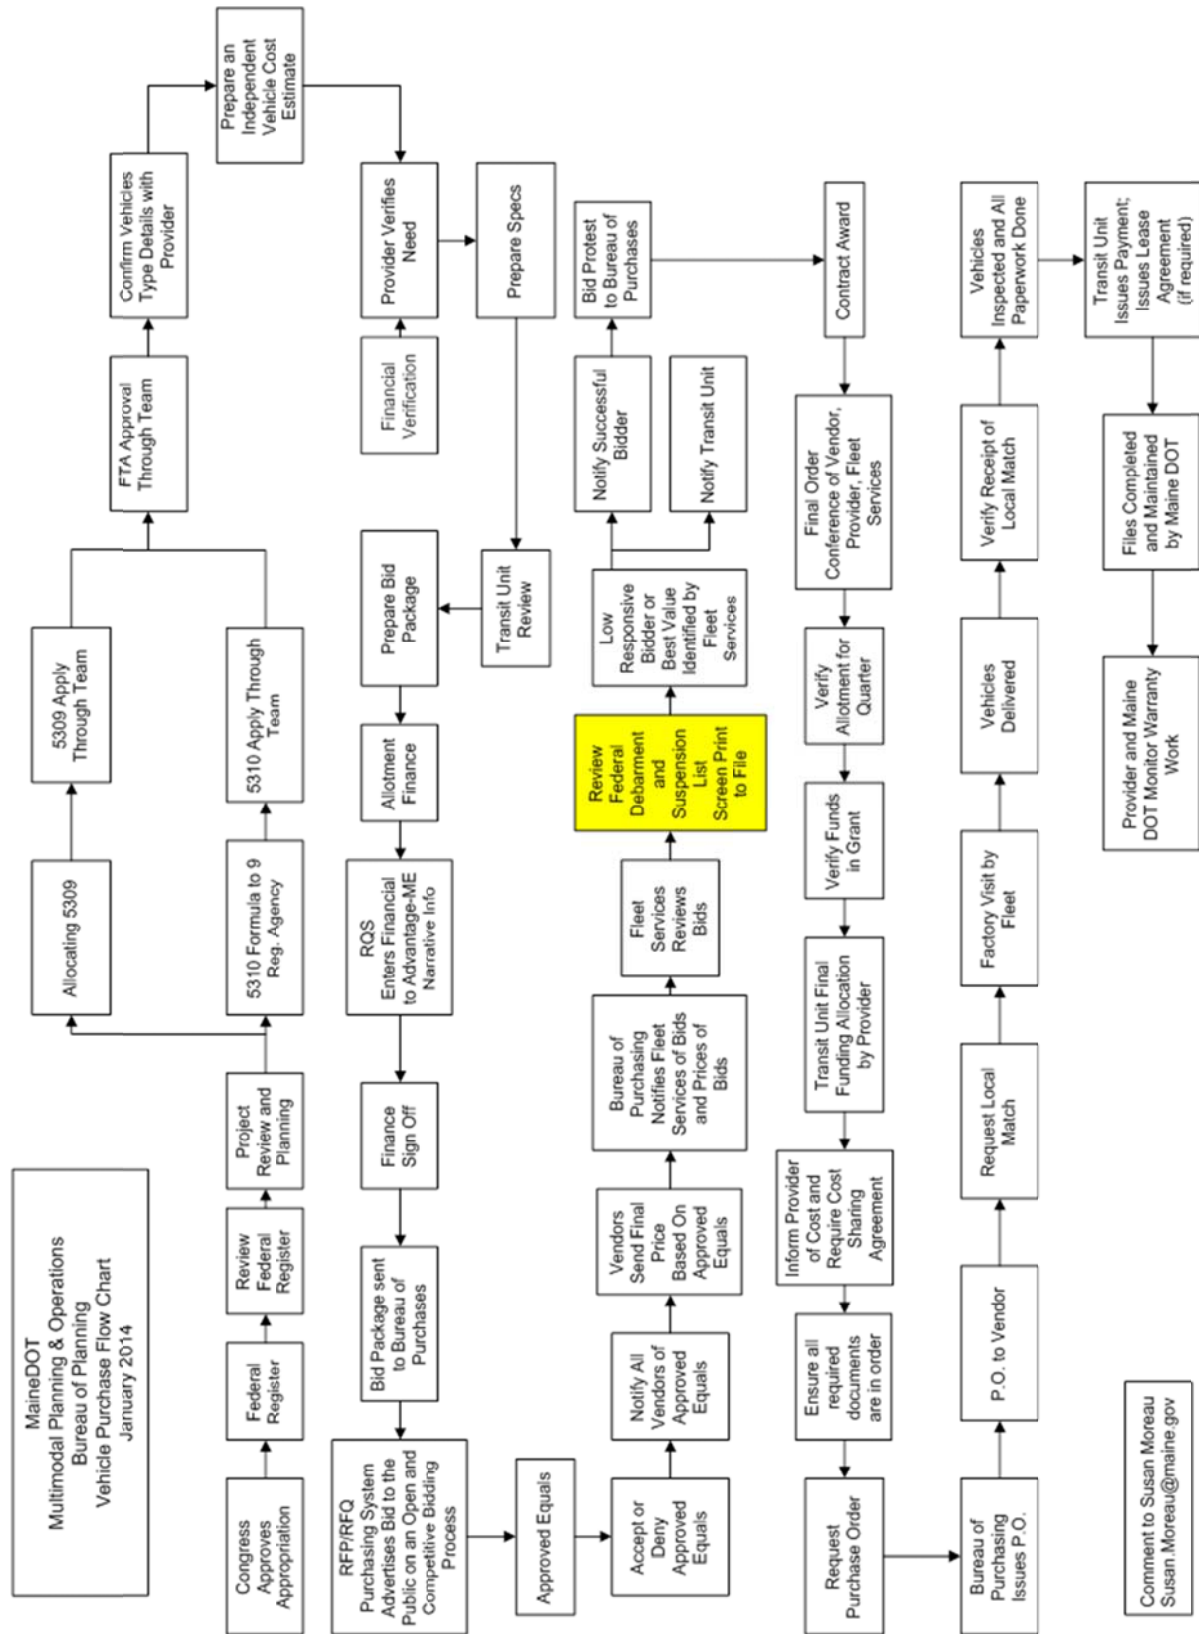 MaineDOT
Multimodal Planning & Operations
Bureau of Planning
Vehicle Purchase Flow Chart
January 2014
Congress
Approves
Appropriation
Federal
Register
Review
Federal
Register
Project
Review and
Planning
Allocating 5309
5309 Apply
Through Team
5310 Formula to 9
Reg. Agency
5310 Apply Through
Team
FTA Approval
Through Team
Confirm Vehicles
Type Details with
Provider
Prepare an
Independent
Vehicle Cost
Estimate
Provider Verifies
Need
Financial
Verification
Prepare Specs
Transit Unit
Review
Prepare Bid
Package
Allotment
Finance
RQS
Enters Financial
to Advantage-ME
Narrative Info
Finance
Sign Off
Bid Package sent
to Bureau of
Purchases
RFP/RFQ
Purchasing System
Advertises Bid to the
Public on an Open and
Competitive Bidding
Process
Approved Equals
Accept or
Deny
Approved
Equals
Notify All
Vendors of
Approved
Equals
Vendors
Send Final
Price
Based On
Approved
Equals
Bureau of
Purchasing
Notifies Fleet
Services of Bids
and Prices of
Bids
Fleet
Services
Reviews
Bids
Review
Federal
Debarment
and
Suspension
List
Screen Print
to File
Low
Responsive
Bidder or
Best Value
Identified by
Fleet
Services
Notify Successful
Bidder
Notify Transit Unit
Bid Protest
to Bureau of
Purchases
Contract Award
Final Order
Conference of Vendor,
Provider, Fleet
Services
Verify
Allotment for
Quarter
Verify Funds
in Grant
Transit Unit Final
Funding Allocation
by Provider
Inform Provider
of Cost and
Require Cost
Sharing
Agreement
Ensure all
required
documents
are in order
Request
Purchase Order
Bureau of
Purchasing
Issues P.O.
P.O. to Vendor
Request Local
Match
Factory Visit by
Fleet
Vehicles
Delivered
Verify Receipt of
Local Match
Vehicles
Inspected and All
Paperwork Done
Transit Unit
Issues Payment;
Issues Lease
Agreement
(if required)
Files Completed
and Maintained
by Maine DOT
Provider and Maine
DOT Monitor Warranty
Work
Comment to Susan Moreau
Susan.Moreau@maine.gov